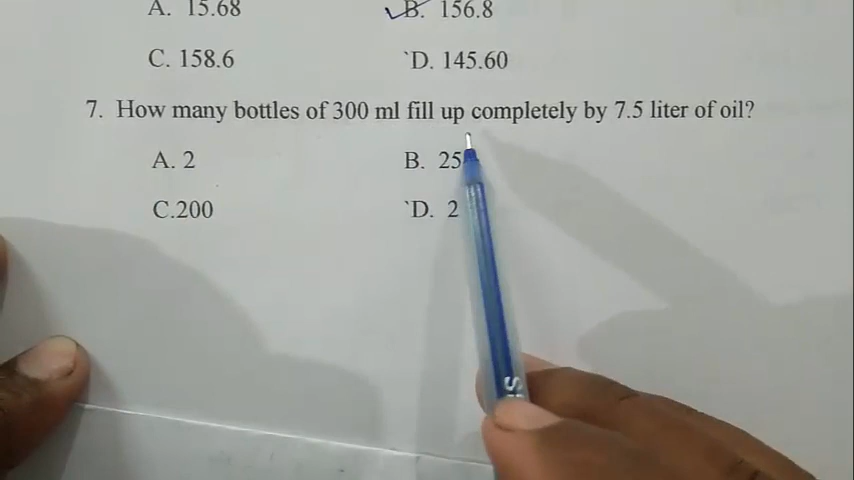 A. 15.68 B. 156.8
C. 158.6 `D. 145.60
7. How many bottles of 300 ml fill up completely by 7.5 liter of oil?
A. 2 B. 25
C.200 `D. 2